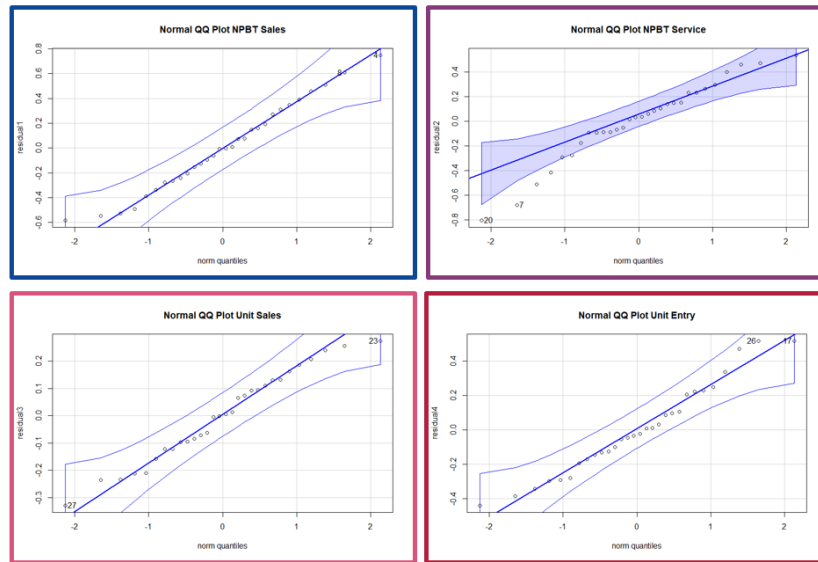 Normal QQ Plot NPBT Sales
residual1
0.8
0.6
0.4
0.2
0.0
-0.2
-0.4
-0.6
8
4
-2 -1 0 1 2
norm quantiles
Normal QQ Plot NPBT Service
residual2
0.4
0.2
0.0
-0.2
-0.4
-0.6
-0.8
7
20
-2 -1 0 1 2
norm quantiles
Normal QQ Plot Unit Sales
residual3
0.2
0.1
0.0
-0.1
-0.2
-0.3
23
27
-2 -1 0 1 2
norm quantiles
Normal QQ Plot Unit Entry
residual4
0.4
0.2
0.0
-0.2
-0.4
26 17
-2 -1 0 1 2
norm quantiles